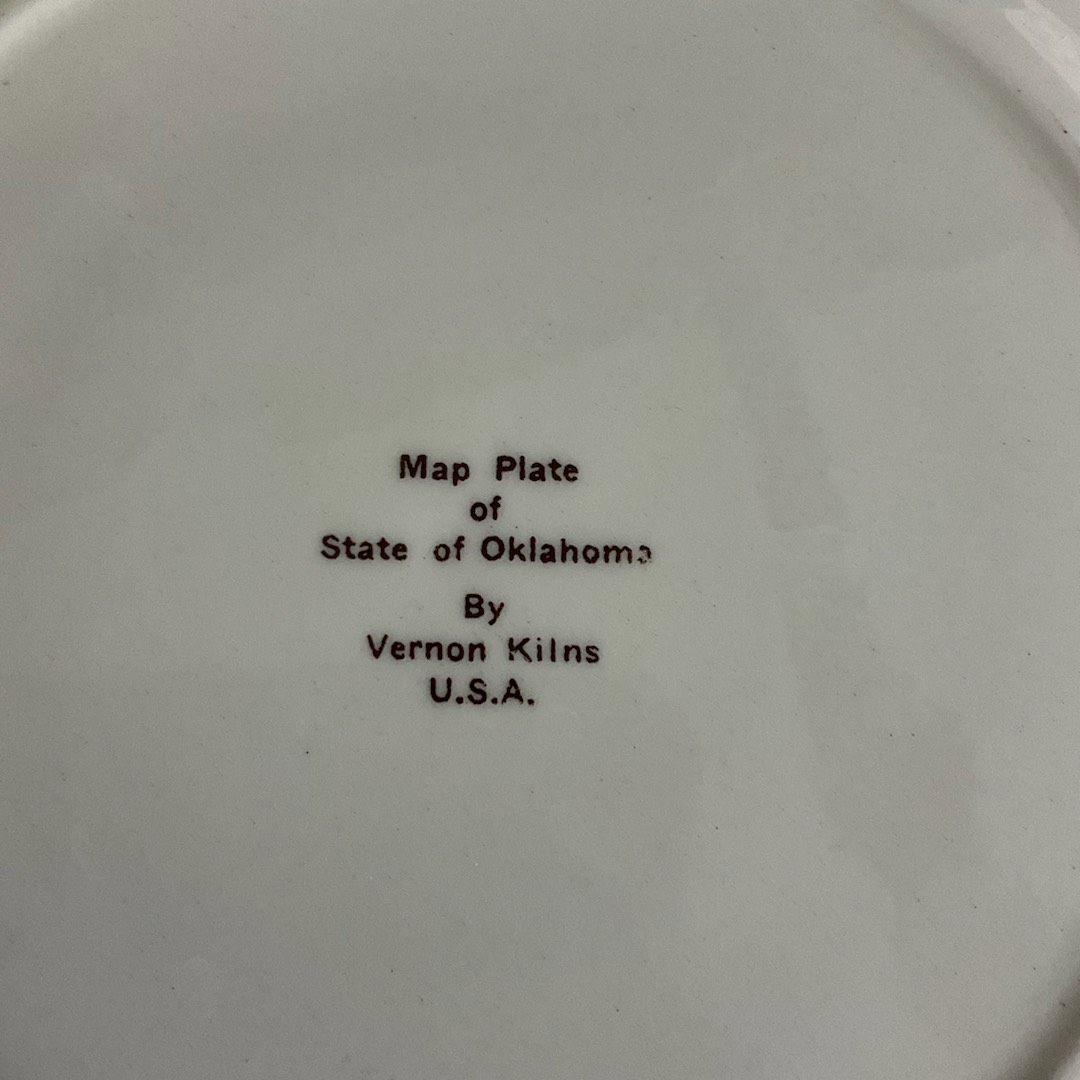 Map Plate
of
State of Oklahoma
By
Vernon Kilns
U.S.A.